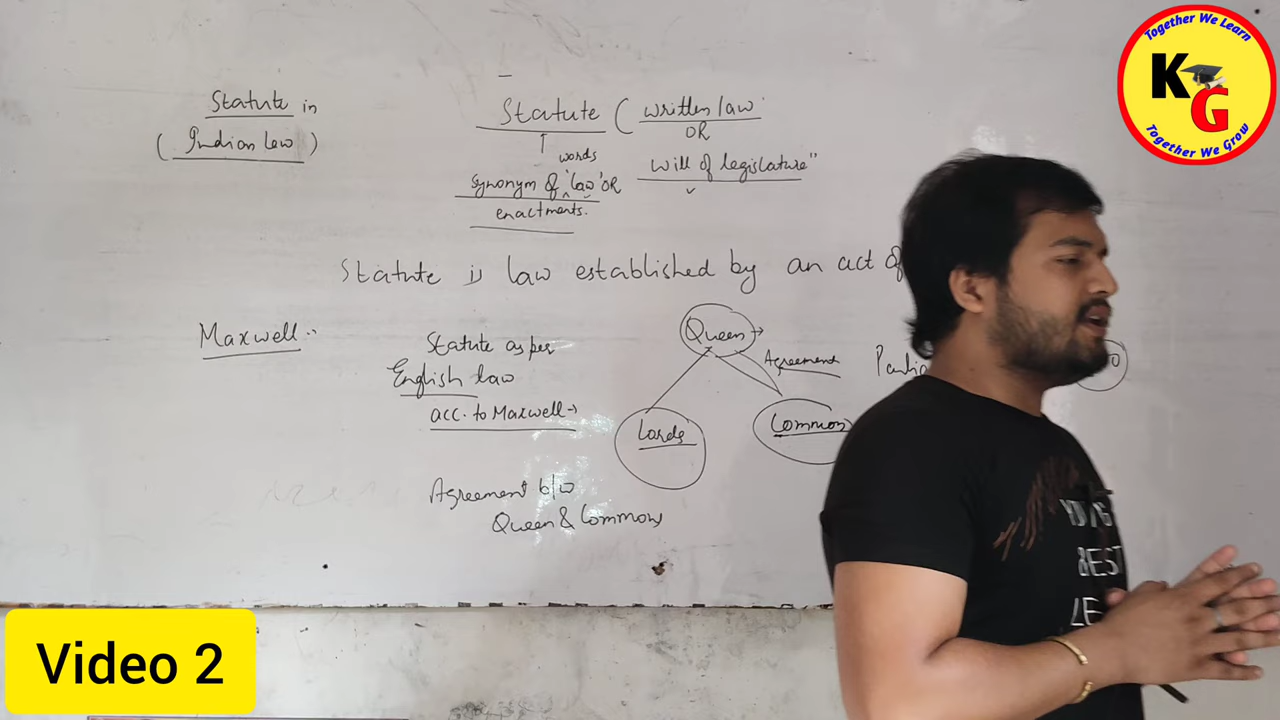 Together We Learn
KG
Together We Grow
Statute in
(Indian law)
Statute (written law
OR
will of legislature"
words
synonym of 'law' OR
enactments.
Statute is law established by an act of
Maxwell..
Statute as per
English law
acc. to Maxwell→
Queen →
Agreement
Lords
Commons
Agreement b/w
Queen & Commons
BEST
Video 2